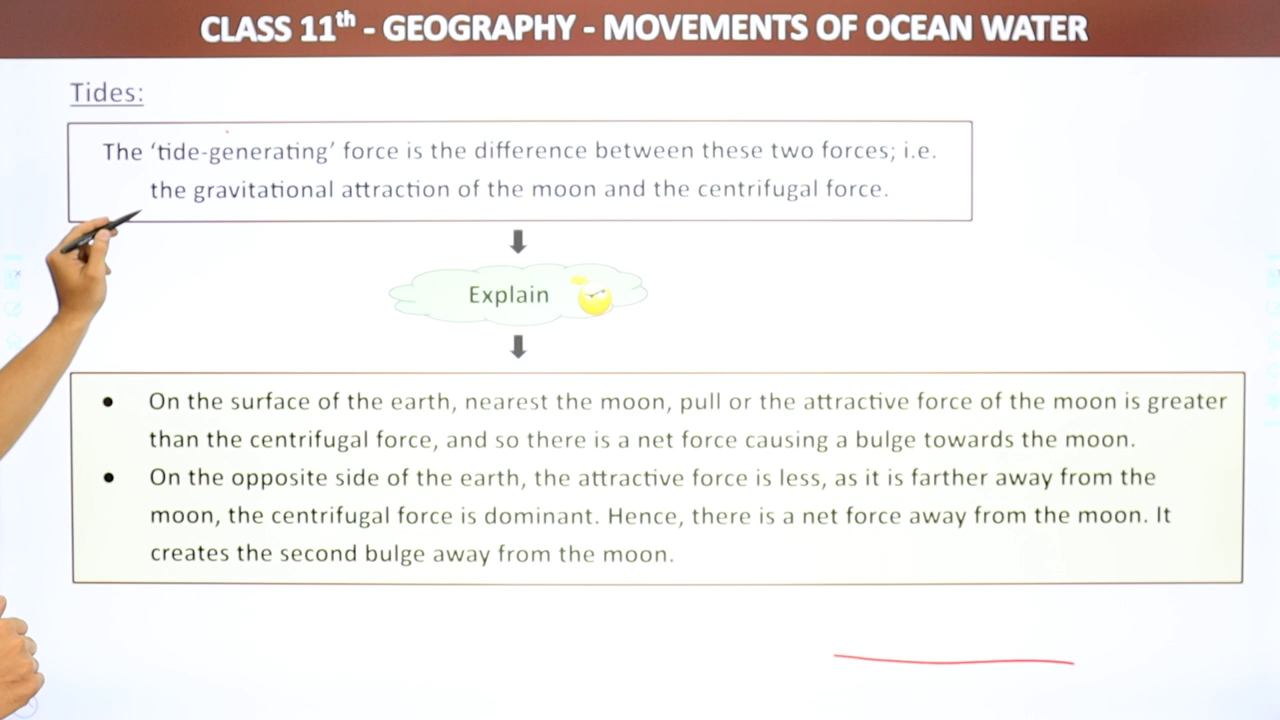 CLASS 11th - GEOGRAPHY - MOVEMENTS OF OCEAN WATER
Tides:
The ‘tide-generating’ force is the difference between these two forces; i.e.
the gravitational attraction of the moon and the centrifugal force.
Explain
● On the surface of the earth, nearest the moon, pull or the attractive force of the moon is greater
than the centrifugal force, and so there is a net force causing a bulge towards the moon.
● On the opposite side of the earth, the attractive force is less, as it is farther away from the
moon, the centrifugal force is dominant. Hence, there is a net force away from the moon. It
creates the second bulge away from the moon.